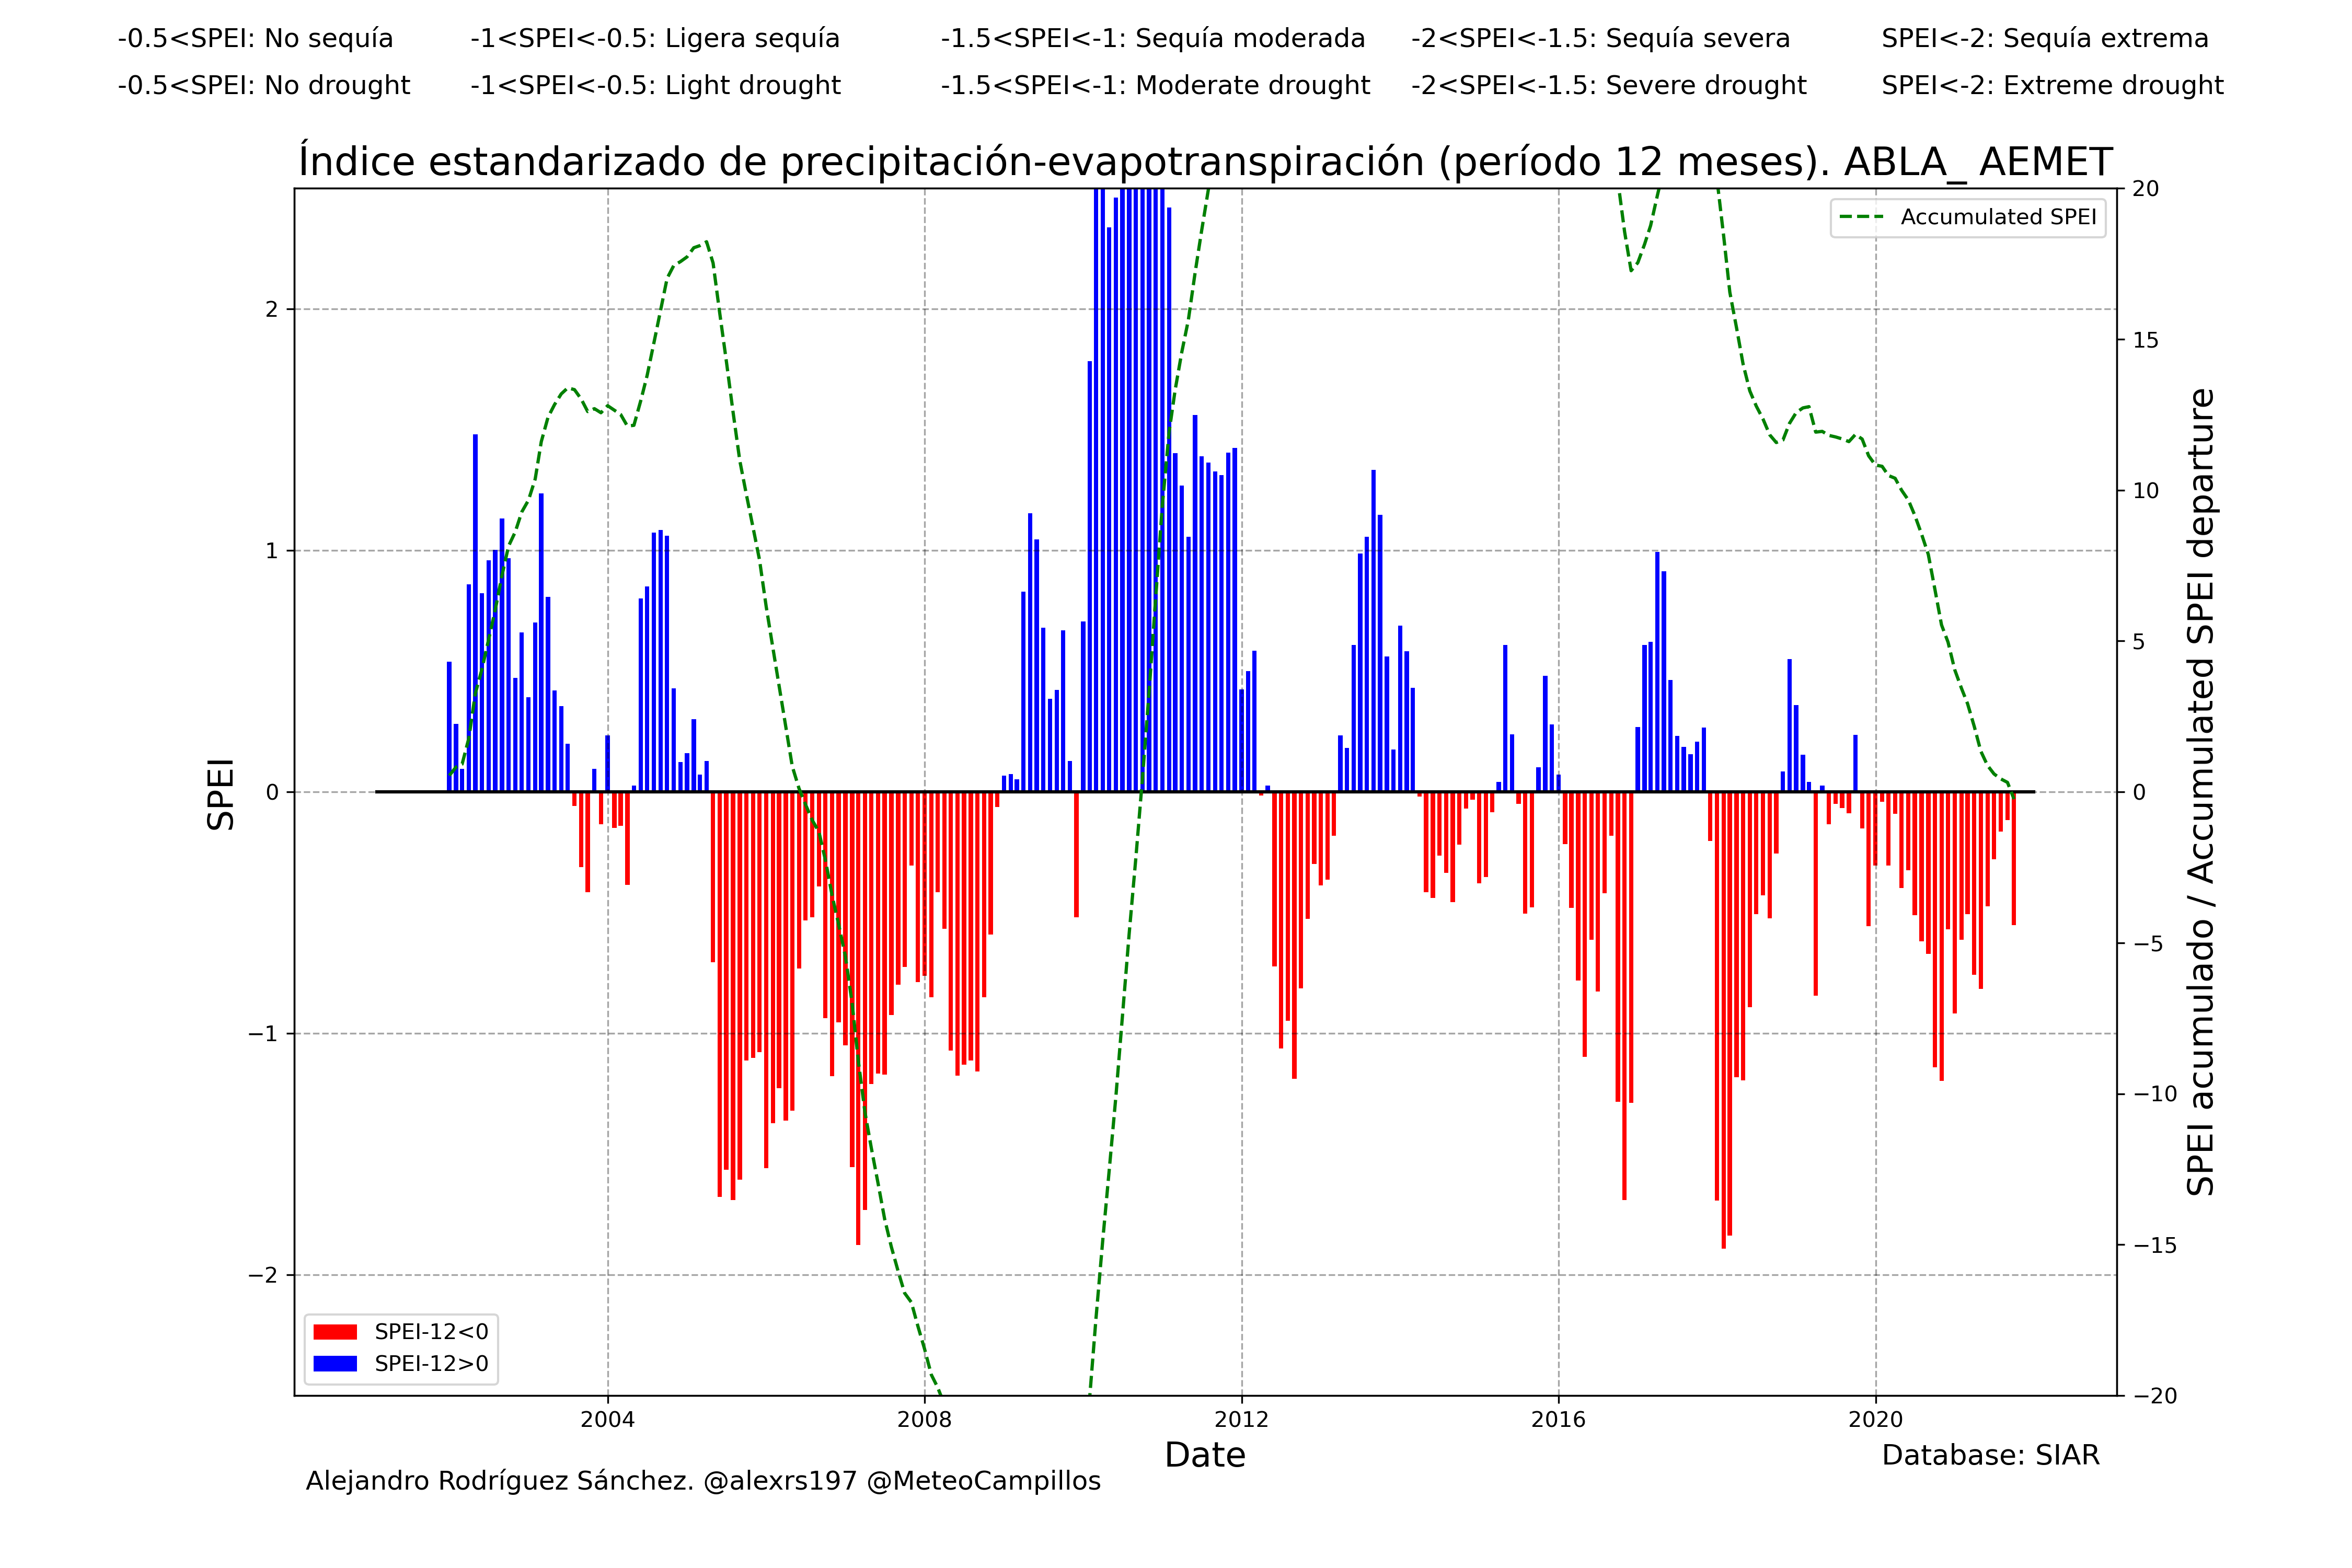 -0.5<SPEI: No sequía
-1<SPEI<-0.5: Ligera sequía
-1.5<SPEI<-1: Sequía moderada
-2<SPEI<-1.5: Sequía severa
SPEI<-2: Sequía extrema
-0.5<SPEI: No drought
-1<SPEI<-0.5: Light drought
-1.5<SPEI<-1: Moderate drought
-2<SPEI<-1.5: Severe drought
SPEI<-2: Extreme drought
Índice estandarizado de precipitación-evapotranspiración (período 12 meses). ABLA_ AEMET
Accumulated SPEI
SPEI
2
1
0
−1
−2
20
15
10
5
0
−5
−10
−15
−20
SPEI acumulado / Accumulated SPEI departure
SPEI-12<0
SPEI-12>0
2004
2008
2012
2016
2020
Date
Database: SIAR
Alejandro Rodríguez Sánchez. @alexrs197 @MeteoCampillos